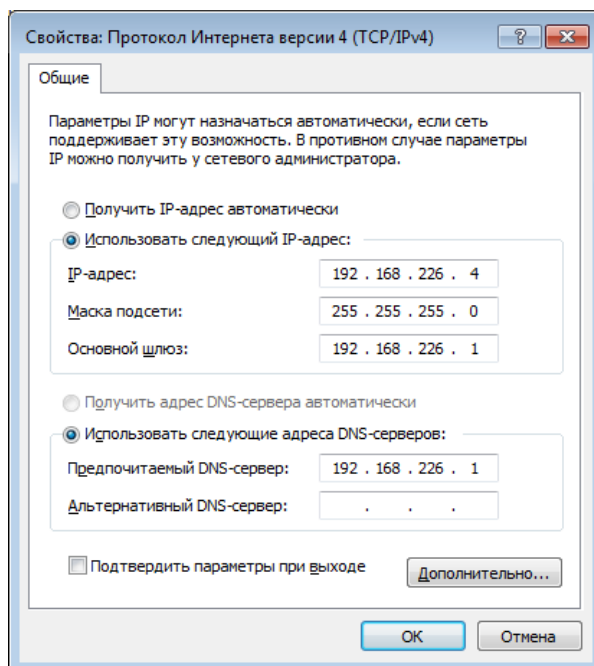 Свойства: Протокол Интернета версии 4 (TCP/IPv4)
Общие
Параметры IP могут назначаться автоматически, если сеть
поддерживает эту возможность. В противном случае параметры
IP можно получить у сетевого администратора.
Получить IP-адрес автоматически
Использовать следующий IP-адрес:
IP-адрес: 192 . 168 . 226 . 4
Маска подсети: 255 . 255 . 255 . 0
Основной шлюз: 192 . 168 . 226 . 1
Получить адрес DNS-сервера автоматически
Использовать следующие адреса DNS-серверов:
Предпочитаемый DNS-сервер: 192 . 168 . 226 . 1
Альтернативный DNS-сервер: . . .
Подтвердить параметры при выходе
Дополнительно...
ОК Отмена